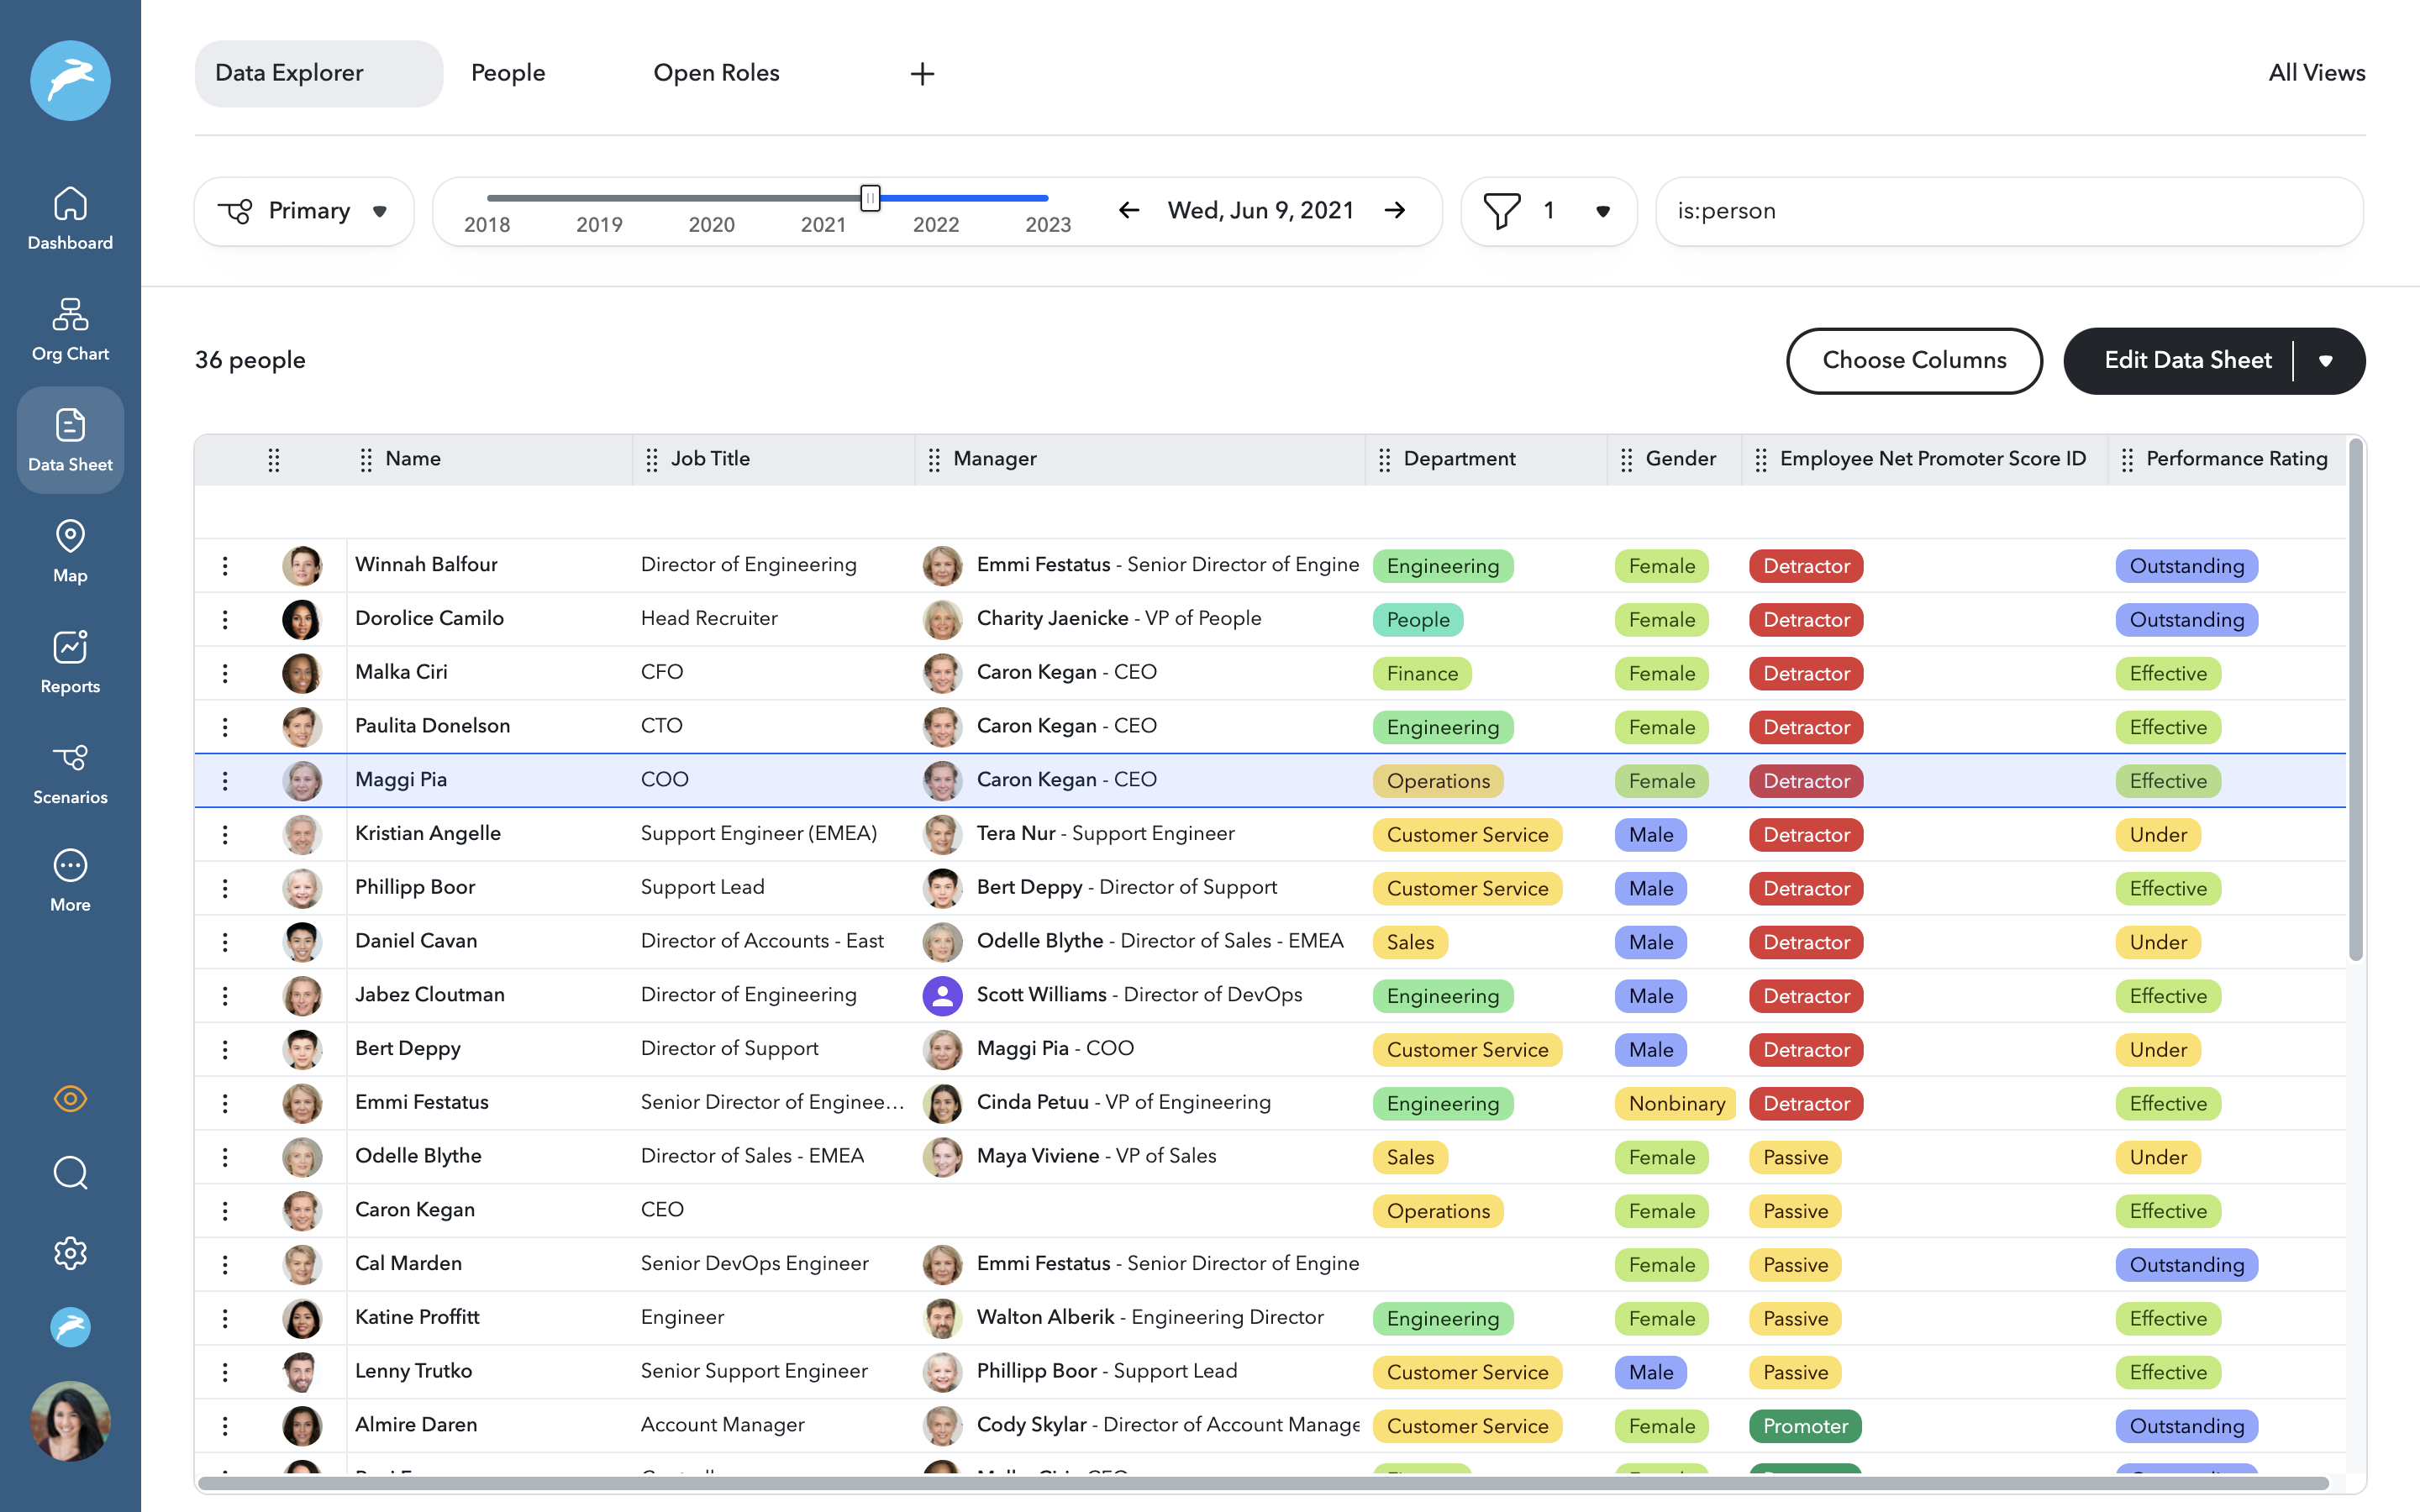 Data Explorer People Open Roles + All Views
Primary 2018 2019 2020 2021 2022 2023 Wed, Jun 9, 2021 1 is:person
Dashboard
Org Chart
Data Sheet
Map
Reports
Scenarios
More
36 people Choose Columns Edit Data Sheet
Name Job Title Manager Department Gender Employee Net Promoter Score ID Performance Rating
Winnah Balfour Director of Engineering Emmi Festatus - Senior Director of Engine Engineering Female Detractor Outstanding
Dorolice Camilo Head Recruiter Charity Jaenicke - VP of People People Female Detractor Outstanding
Malka Ciri CFO Caron Kegan - CEO Finance Female Detractor Effective
Paulita Donelson CTO Caron Kegan - CEO Engineering Female Detractor Effective
Maggi Pia COO Caron Kegan - CEO Operations Female Detractor Effective
Kristian Angelle Support Engineer (EMEA) Tera Nur - Support Engineer Customer Service Male Detractor Under
Phillipp Boor Support Lead Bert Deppy - Director of Support Customer Service Male Detractor Effective
Daniel Cavan Director of Accounts - East Odelle Blythe - Director of Sales - EMEA Sales Male Detractor Under
Jabez Cloutman Director of Engineering Scott Williams - Director of DevOps Engineering Male Detractor Effective
Bert Deppy Director of Support Maggi Pia - COO Customer Service Male Detractor Under
Emmi Festatus Senior Director of Enginee... Cinda Petuu - VP of Engineering Engineering Nonbinary Detractor Effective
Odelle Blythe Director of Sales - EMEA Maya Viviene - VP of Sales Sales Female Passive Under
Caron Kegan CEO Operations Female Passive Effective
Cal Marden Senior DevOps Engineer Emmi Festatus - Senior Director of Engine Female Passive Outstanding
Katine Proffitt Engineer Walton Alberik - Engineering Director Engineering Female Passive Effective
Lenny Trutko Senior Support Engineer Phillipp Boor - Support Lead Customer Service Male Passive Effective
Almire Daren Account Manager Cody Skylar - Director of Account Manage Customer Service Female Promoter Outstanding